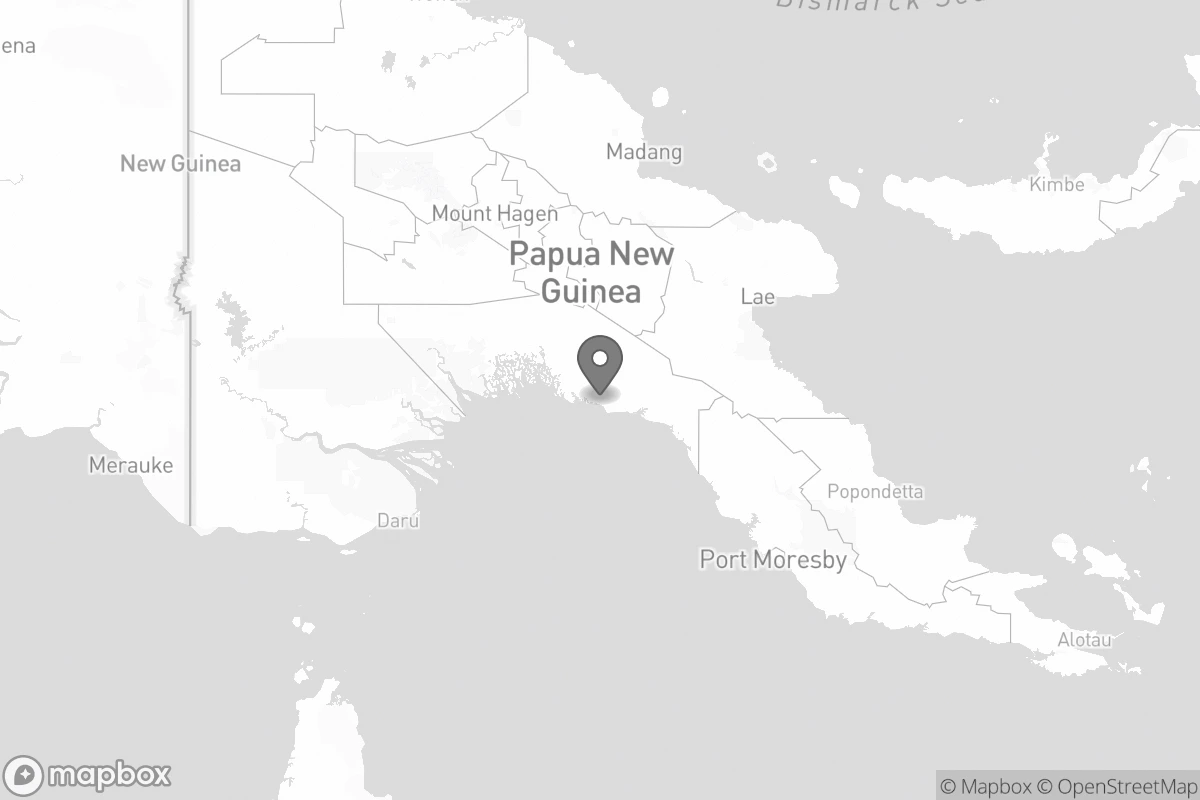 Bismarck Sea
ena
New Guinea
Madang
Kimbe
Mount Hagen
Papua New
Guinea
Lae
Merauke
Popondetta
Darú
Port Moresby
Alotau
mapbox
© Mapbox © OpenStreetMap